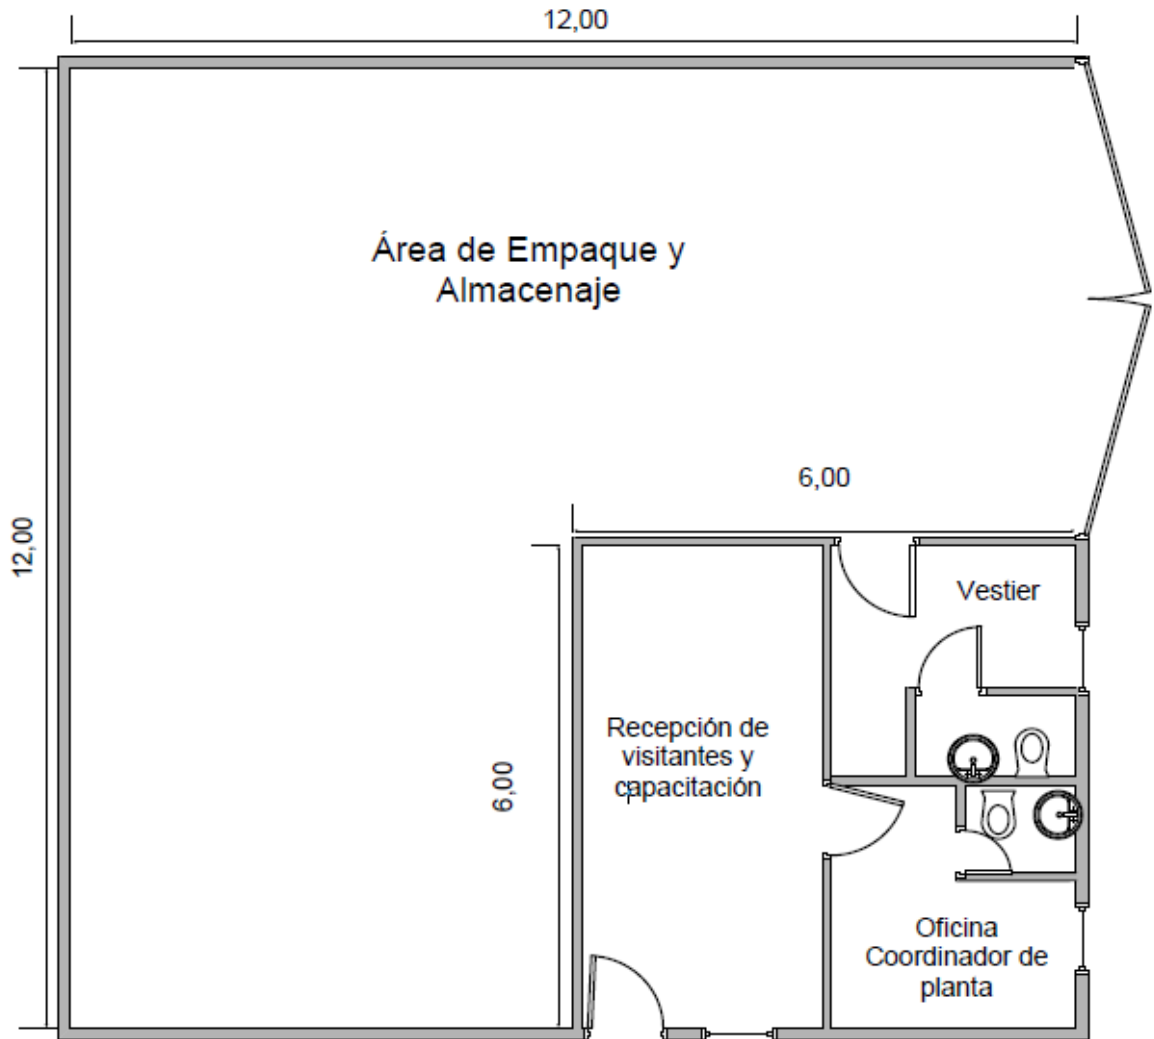 12,00
Área de Empaque y
Almacenaje
6,00
12,00
Vestier
Recepción de
visitantes y
capacitación
6,00
Oficina
Coordinador de
planta